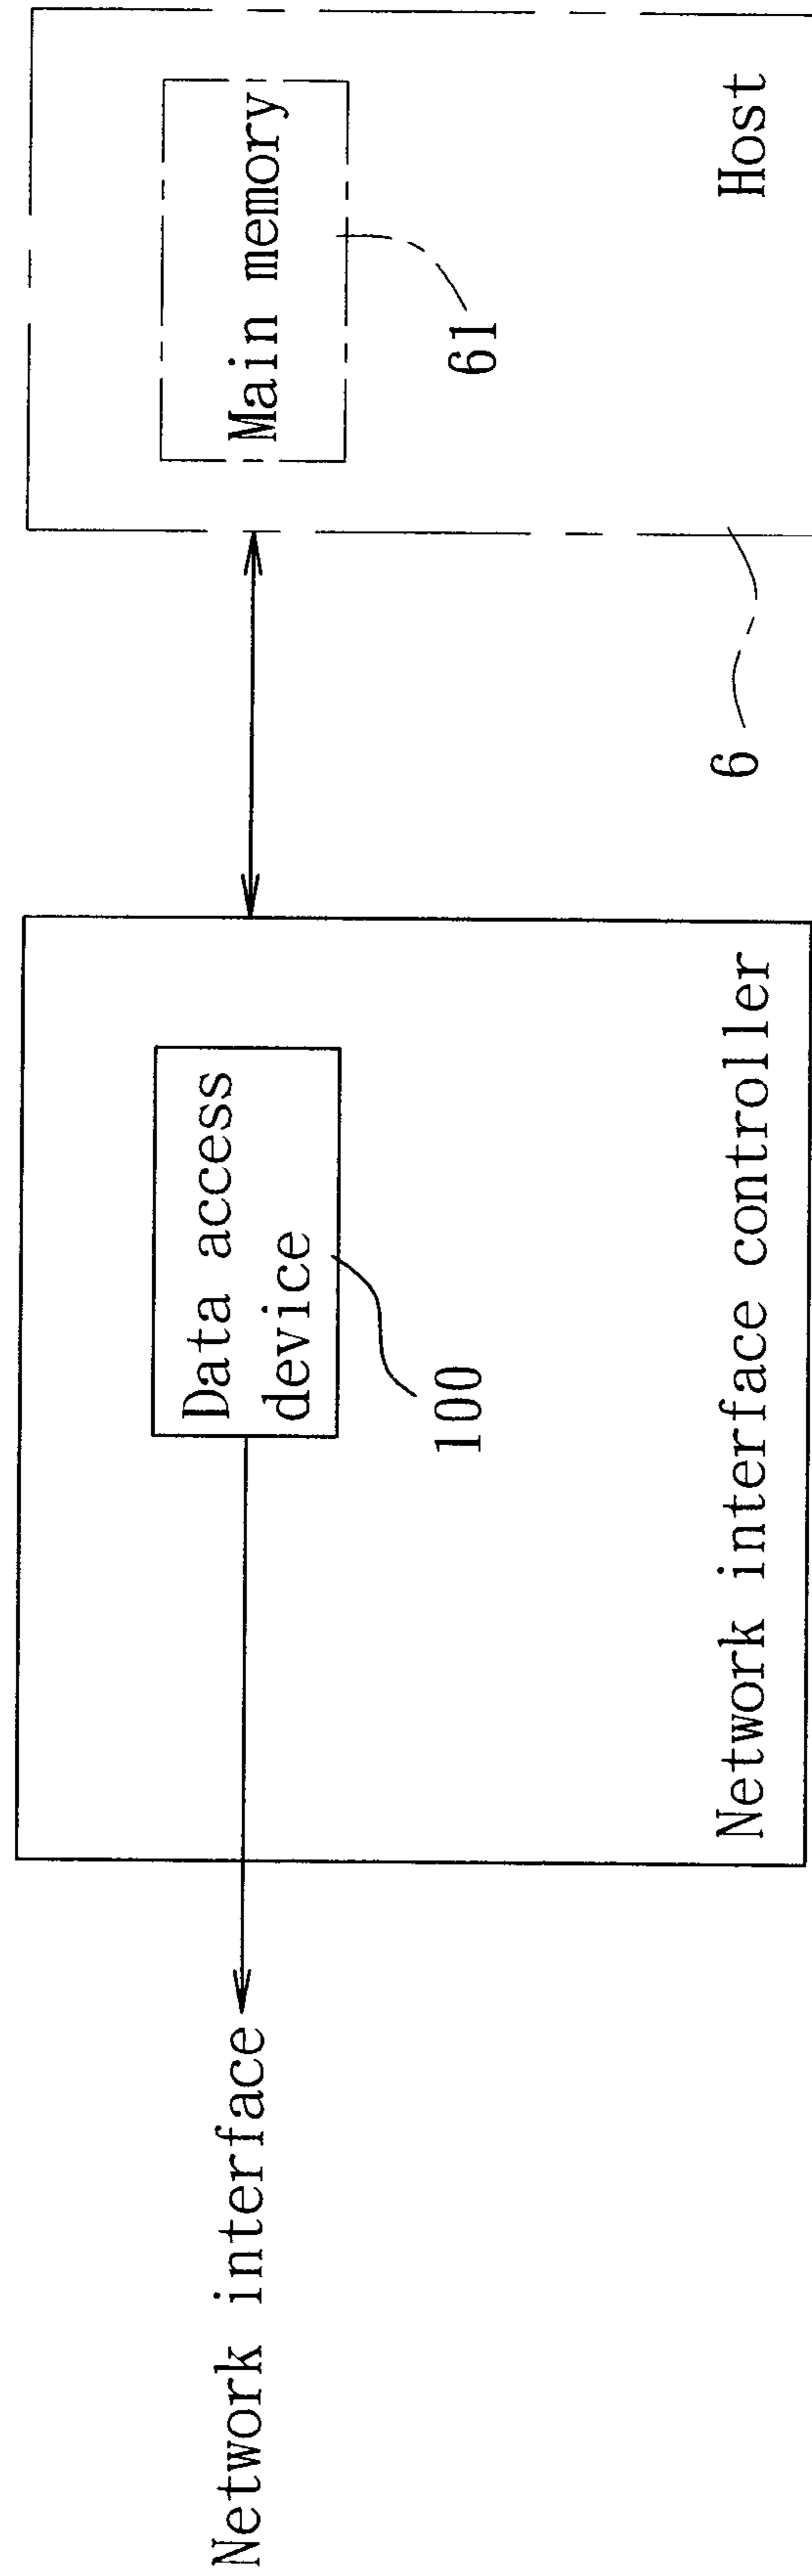 Network interface
Data access
device
100
Network interface controller
Main memory
61
6
Host